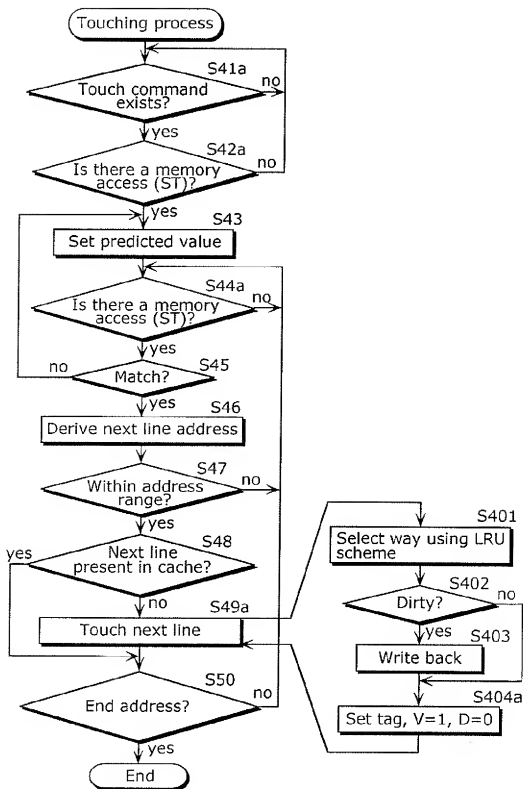 Touching process
S41a
Touch command
exists?
no
yes
S42a
Is there a memory
access (ST)?
no
yes
S43
Set predicted value
S44a
Is there a memory
access (ST)?
no
yes
S45
Match?
no
yes
S46
Derive next line address
S47
Within address
range?
no
yes
S48
Next line
present in cache?
yes
no
S49a
Touch next line
S50
End address?
no
yes
End
S401
Select way using LRU
scheme
S402
Dirty?
no
yes
S403
Write back
S404a
Set tag, V=1, D=0